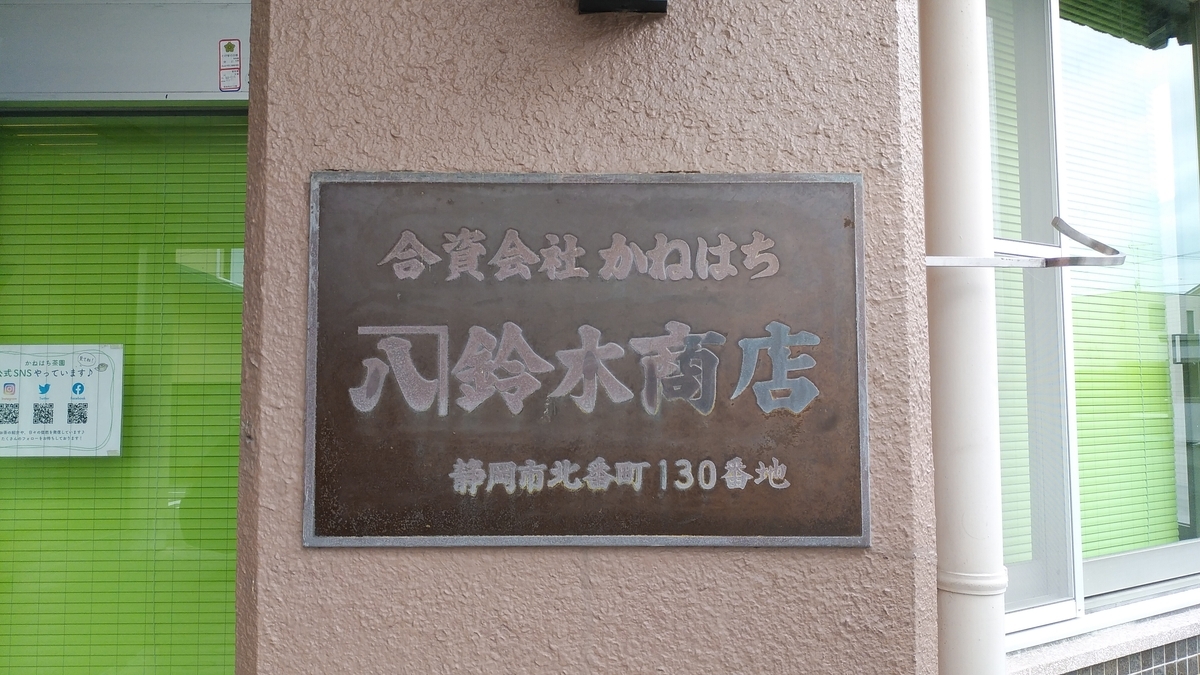 合資会社 かねはち
八鈴木商店
静岡市北番町130番地
かねはち茶園
公式SNSやっています♪